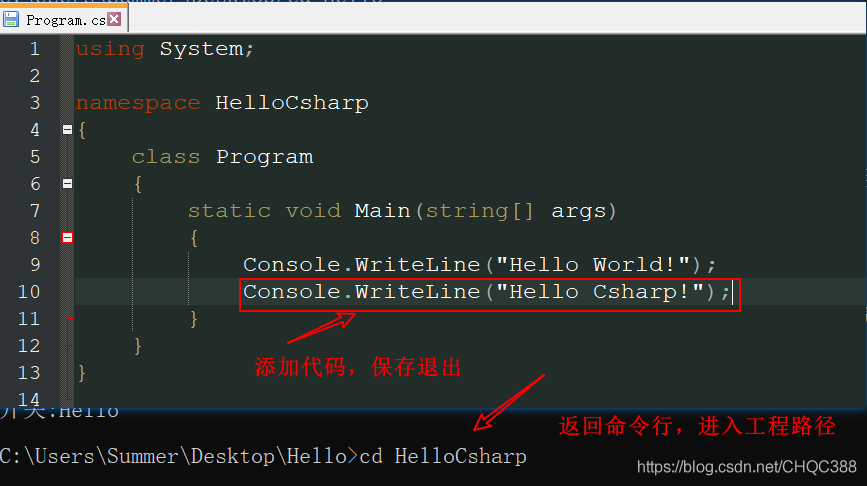 Program.cs
1 using System;
2
3 namespace HelloCsharp
4 {
5 class Program
6 {
7 static void Main(string[] args)
8 {
9 Console.WriteLine("Hello World!");
10 Console.WriteLine("Hello Csharp!");
11 }
12 }
13 }
14
添加代码，保存退出
:Hello
返回命令行，进入工程路径
C:\Users\Summer\Desktop\Hello>cd HelloCsharp
https://blog.csdn.net/CHQC388